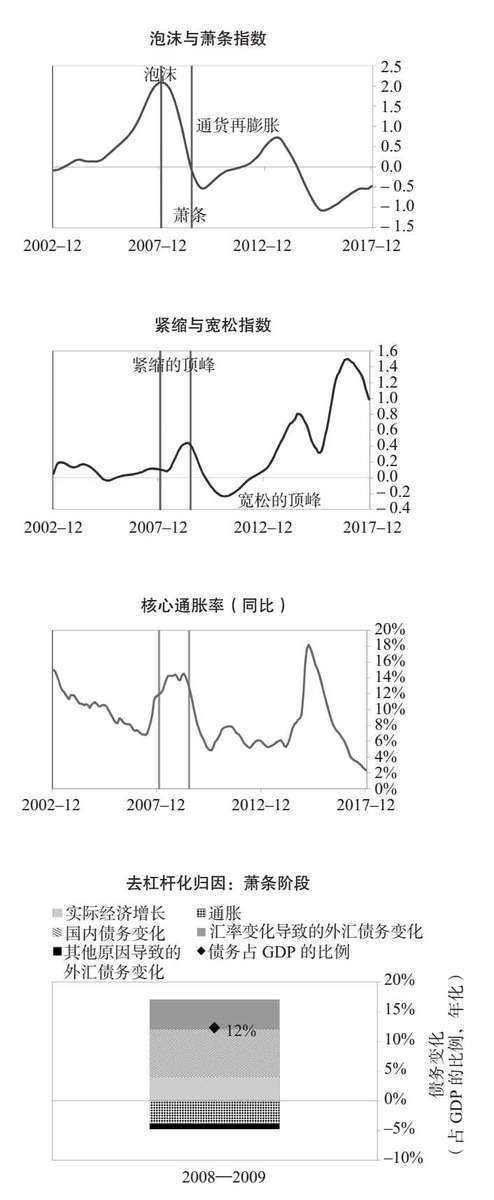 泡沫与萧条指数
泡沫
2.5
2.0
1.5
通货再膨胀
1.0
0.5
0.0
–0.5
萧条
–1.0
–1.5
2002–12 2007–12 2012–12 2017–12
紧缩与宽松指数
1.6
紧缩的顶峰
1.4
1.2
1.0
0.8
0.6
0.4
0.2
0.0
宽松的顶峰
–0.2
–0.4
2002–12 2007–12 2012–12 2017–12
核心通胀率（同比）
20%
18%
16%
14%
12%
10%
8%
6%
4%
2%
0%
2002–12 2007–12 2012–12 2017–12
去杠杆化归因：萧条阶段
实际经济增长 通胀
国内债务变化 汇率变化导致的外汇债务变化
其他原因导致的 债务占 GDP 的比例
外汇债务变化
20%
15%
12%
10%
5%
0%
–5%
–10%
债务变化
（占 GDP 的比例，年化）
2008—2009